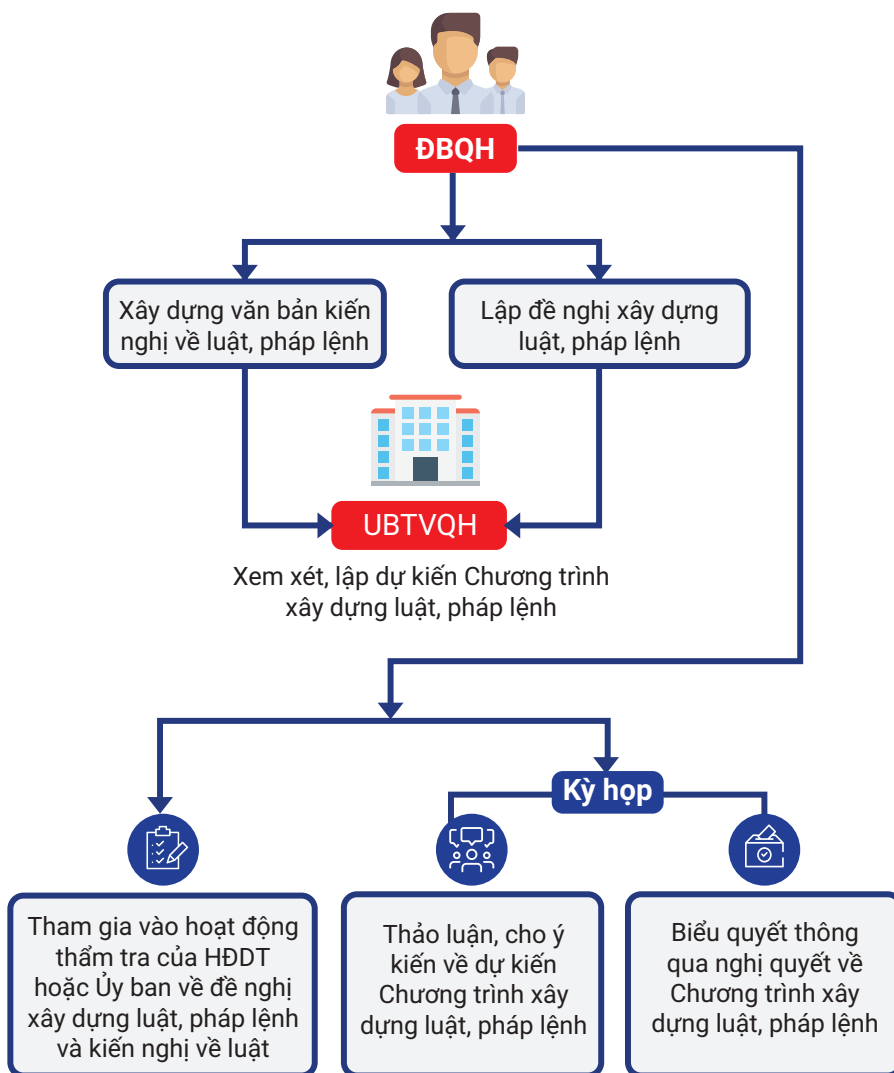 ĐBQH
Xây dựng văn bản kiến
nghị về luật, pháp lệnh
Lập đề nghị xây dựng
luật, pháp lệnh
UBTVQH
Xem xét, lập dự kiến Chương trình
xây dựng luật, pháp lệnh
Kỳ họp
Tham gia vào hoạt động
thẩm tra của HĐDT
hoặc Ủy ban về đề nghị
xây dựng luật, pháp lệnh
và kiến nghị về luật
Thảo luận, cho ý
kiến về dự kiến
Chương trình xây
dựng luật, pháp lệnh
Biểu quyết thông
qua nghị quyết về
Chương trình xây
dựng luật, pháp lệnh